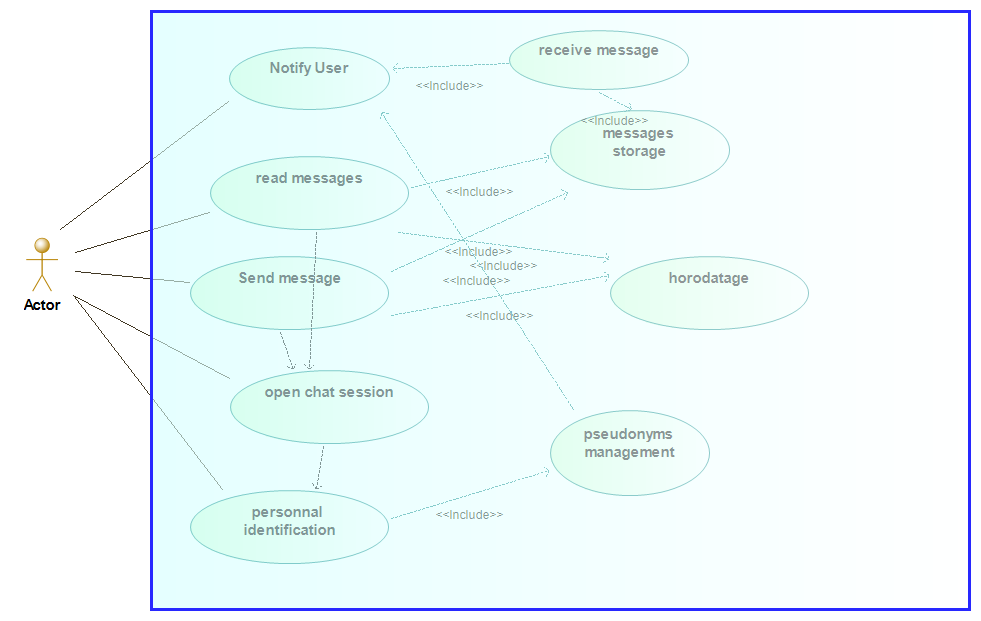 receive message
Notify User
<<Include>>
<<Include>>
messages
storage
read messages
<<Include>>
<<Include>>
<<Include>>
Send message
<<Include>>
horodatage
Actor
<<Include>>
open chat session
pseudonyms
management
personnal
identification
<<Include>>